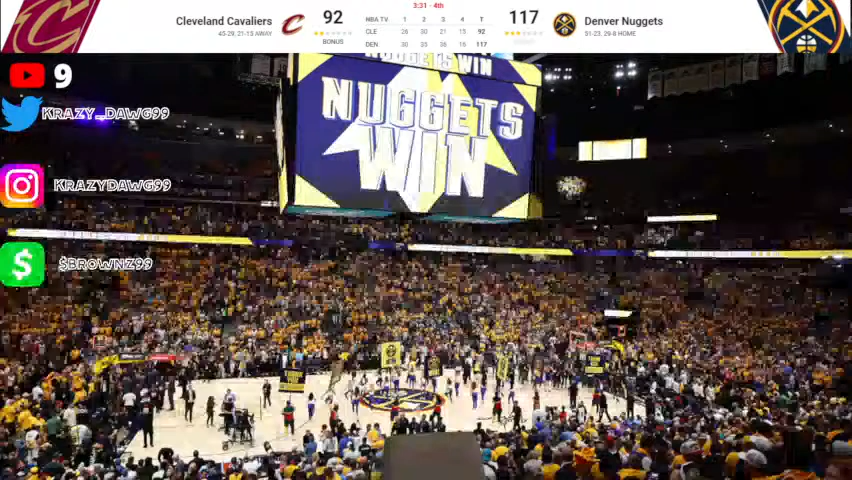 3:31 - 4th
Cleveland Cavaliers
45-29, 21-15 AWAY
92
BONUS
NBA TV 1 2 3 4 T
CLE 26 30 21 15 92
DEN 30 35 36 16 117
117
Denver Nuggets
51-23, 29-8 HOME
9
KRAZY_DAWG99
KRAZYDAWG99
$BROWNZ99
NUGGETS WIN
NUGGETS
WIN